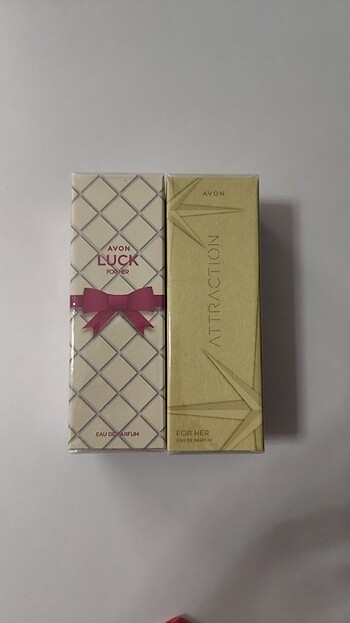 AVON
LUCK
FOR HER
EAU DE PARFUM
AVON
ATTRACTION
FOR HER
EAU DE PARFUM